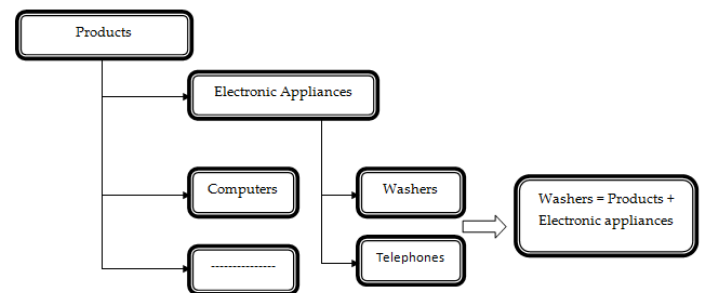 Products
Electronic Appliances
Computers
Washers
Washers = Products +
Electronic appliances
Telephones
---------------